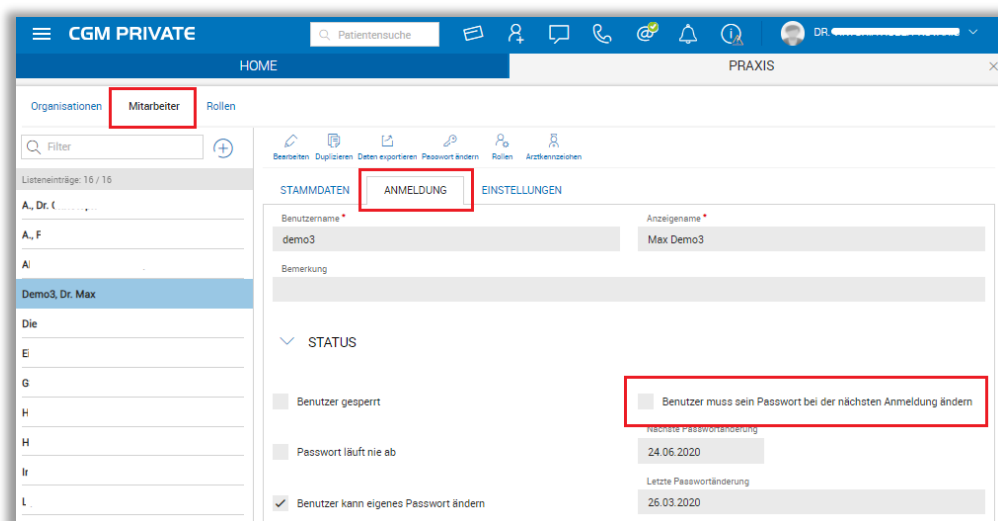 CGM PRIVATE
Patientensuche
DR.
HOME
PRAXIS
Organisationen
Mitarbeiter
Rollen
Filter
Bearbeiten
Duplizieren
Daten exportieren
Passwort ändern
Rollen
Arztkennzeichen
Listeneinträge: 16 / 16
STAMMDATEN
ANMELDUNG
EINSTELLUNGEN
A., Dr.
A., F
Demo3, Dr. Max
Die
G
H
H
Benutzername *
demo3
Anzeigename *
Max Demo3
Bemerkung
STATUS
Benutzer gesperrt
Benutzer muss sein Passwort bei der nächsten Anmeldung ändern
Nächste Passwortänderung
Passwort läuft nie ab
24.06.2020
Letzte Passwortänderung
Benutzer kann eigenes Passwort ändern
26.03.2020